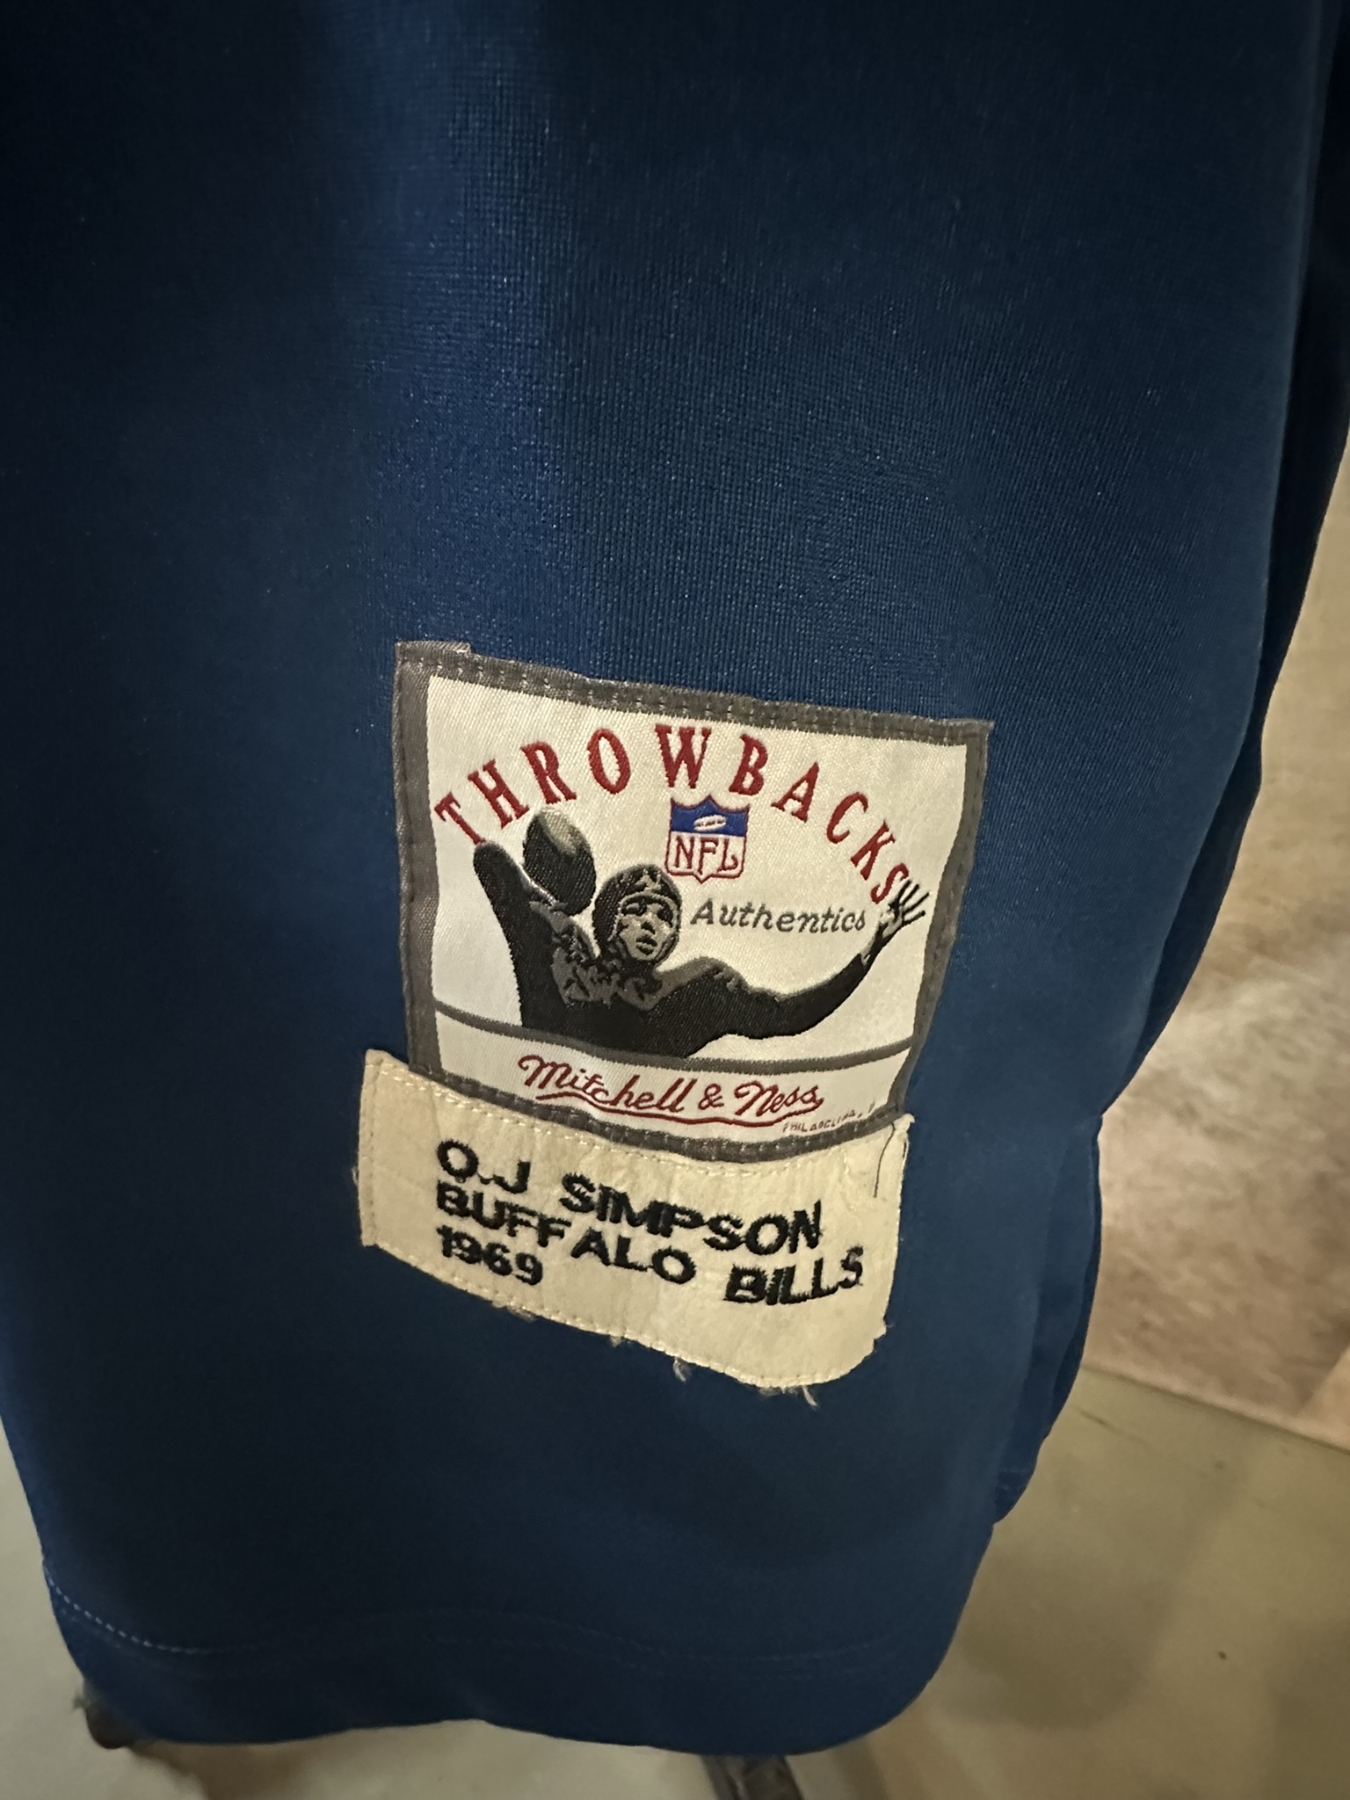 THROWBACKS
NFL
Authentics
Mitchell & Ness
O.J SIMPSON
BUFFALO BILLS
1969